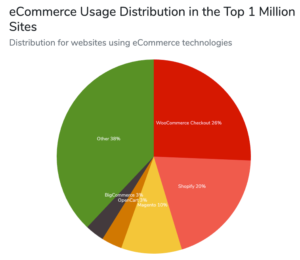 eCommerce Usage Distribution in the Top 1 Million
Sites
Distribution for websites using eCommerce technologies
WooCommerce Checkout 26%
Other 38%
Shopify 20%
BigCommerce 3%
OpenCart 3%
Magento 10%